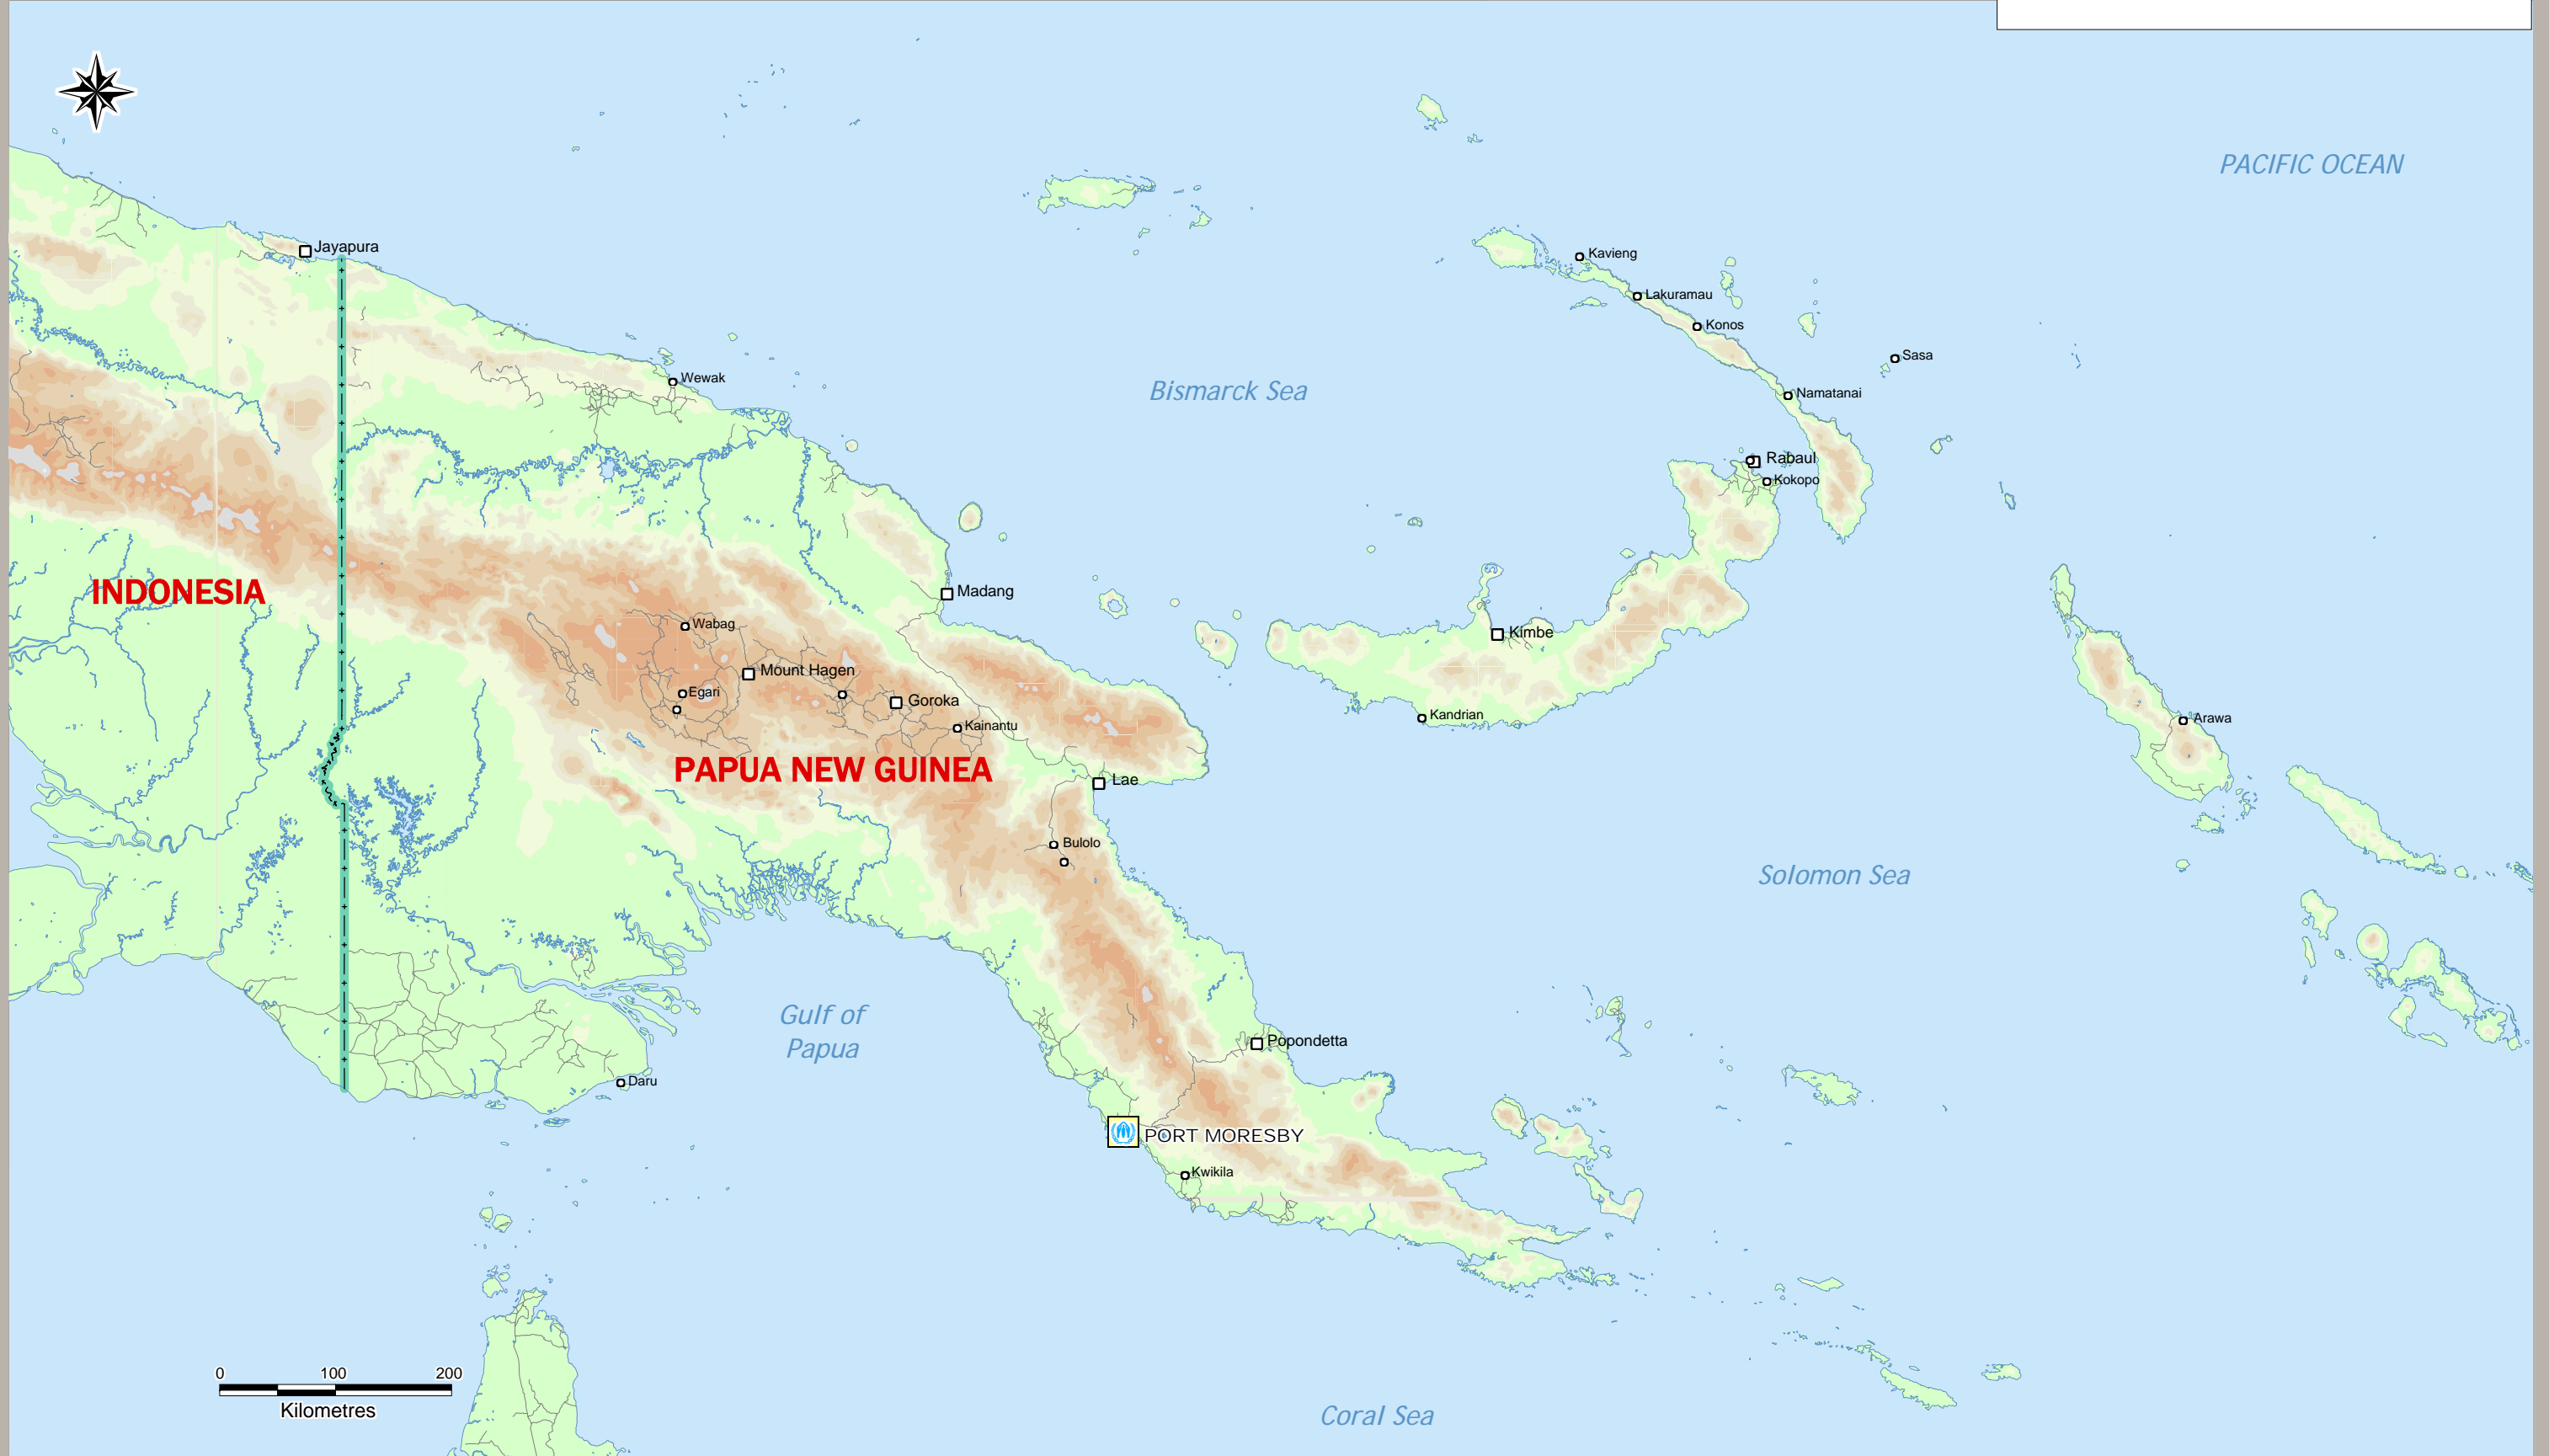 PACIFIC OCEAN
Jayapura
Kavieng
Lakuramau
Konos
Sasa
Wewak
Bismarck Sea
Namatanai
Rabaul
Kokopo
INDONESIA
Madang
Wabag
Kimbe
Mount Hagen
Egari
Goroka
Kandrian
Arawa
Kainantu
PAPUA NEW GUINEA
Lae
Bulolo
Solomon Sea
Gulf of
Papua
Popondetta
Daru
PORT MORESBY
Kwikila
0 100 200
Kilometres
Coral Sea